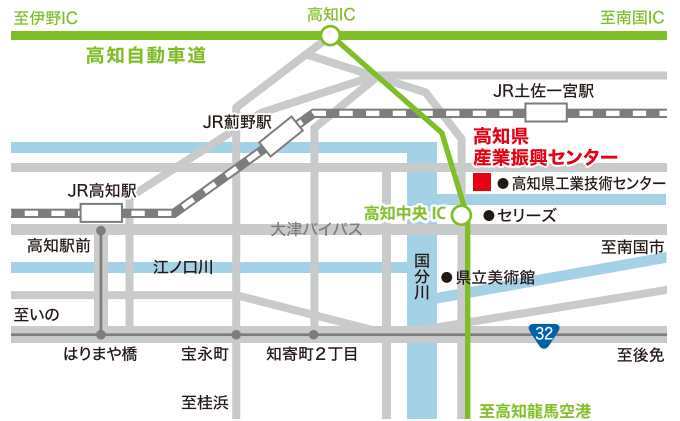 至伊野IC
高知IC
至南国IC
高知自動車道
JR土佐一宮駅
JR薊野駅
高知県
産業振興センター
JR高知駅
高知県工業技術センター
高知中央IC
セリーズ
大津バイパス
高知駅前
至南国市
江ノ口川
国分川
県立美術館
至いの
32
はりまや橋
宝永町
知寄町2丁目
至後免
至桂浜
至高知龍馬空港